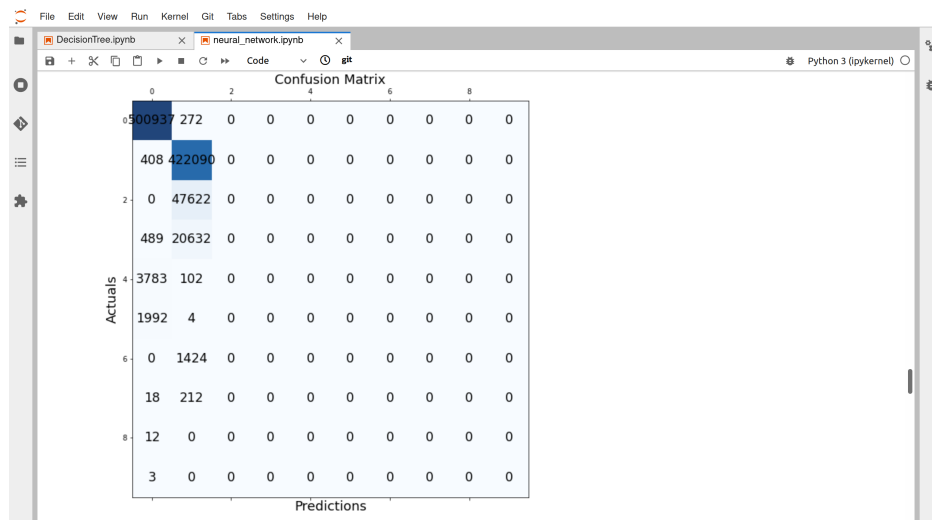 File Edit View Run Kernel Git Tabs Settings Help
DecisionTree.ipynb neural_network.ipynb
Code git Python 3 (ipykernel)
Confusion Matrix
0 2 4 6 8
0 500937 272 0 0 0 0 0 0 0 0
408 422090 0 0 0 0 0 0 0 0
2 0 47622 0 0 0 0 0 0 0 0
489 20632 0 0 0 0 0 0 0 0
4 3783 102 0 0 0 0 0 0 0 0
1992 4 0 0 0 0 0 0 0 0
6 0 1424 0 0 0 0 0 0 0 0
18 212 0 0 0 0 0 0 0 0
8 12 0 0 0 0 0 0 0 0 0
3 0 0 0 0 0 0 0 0 0
Actuals
Predictions